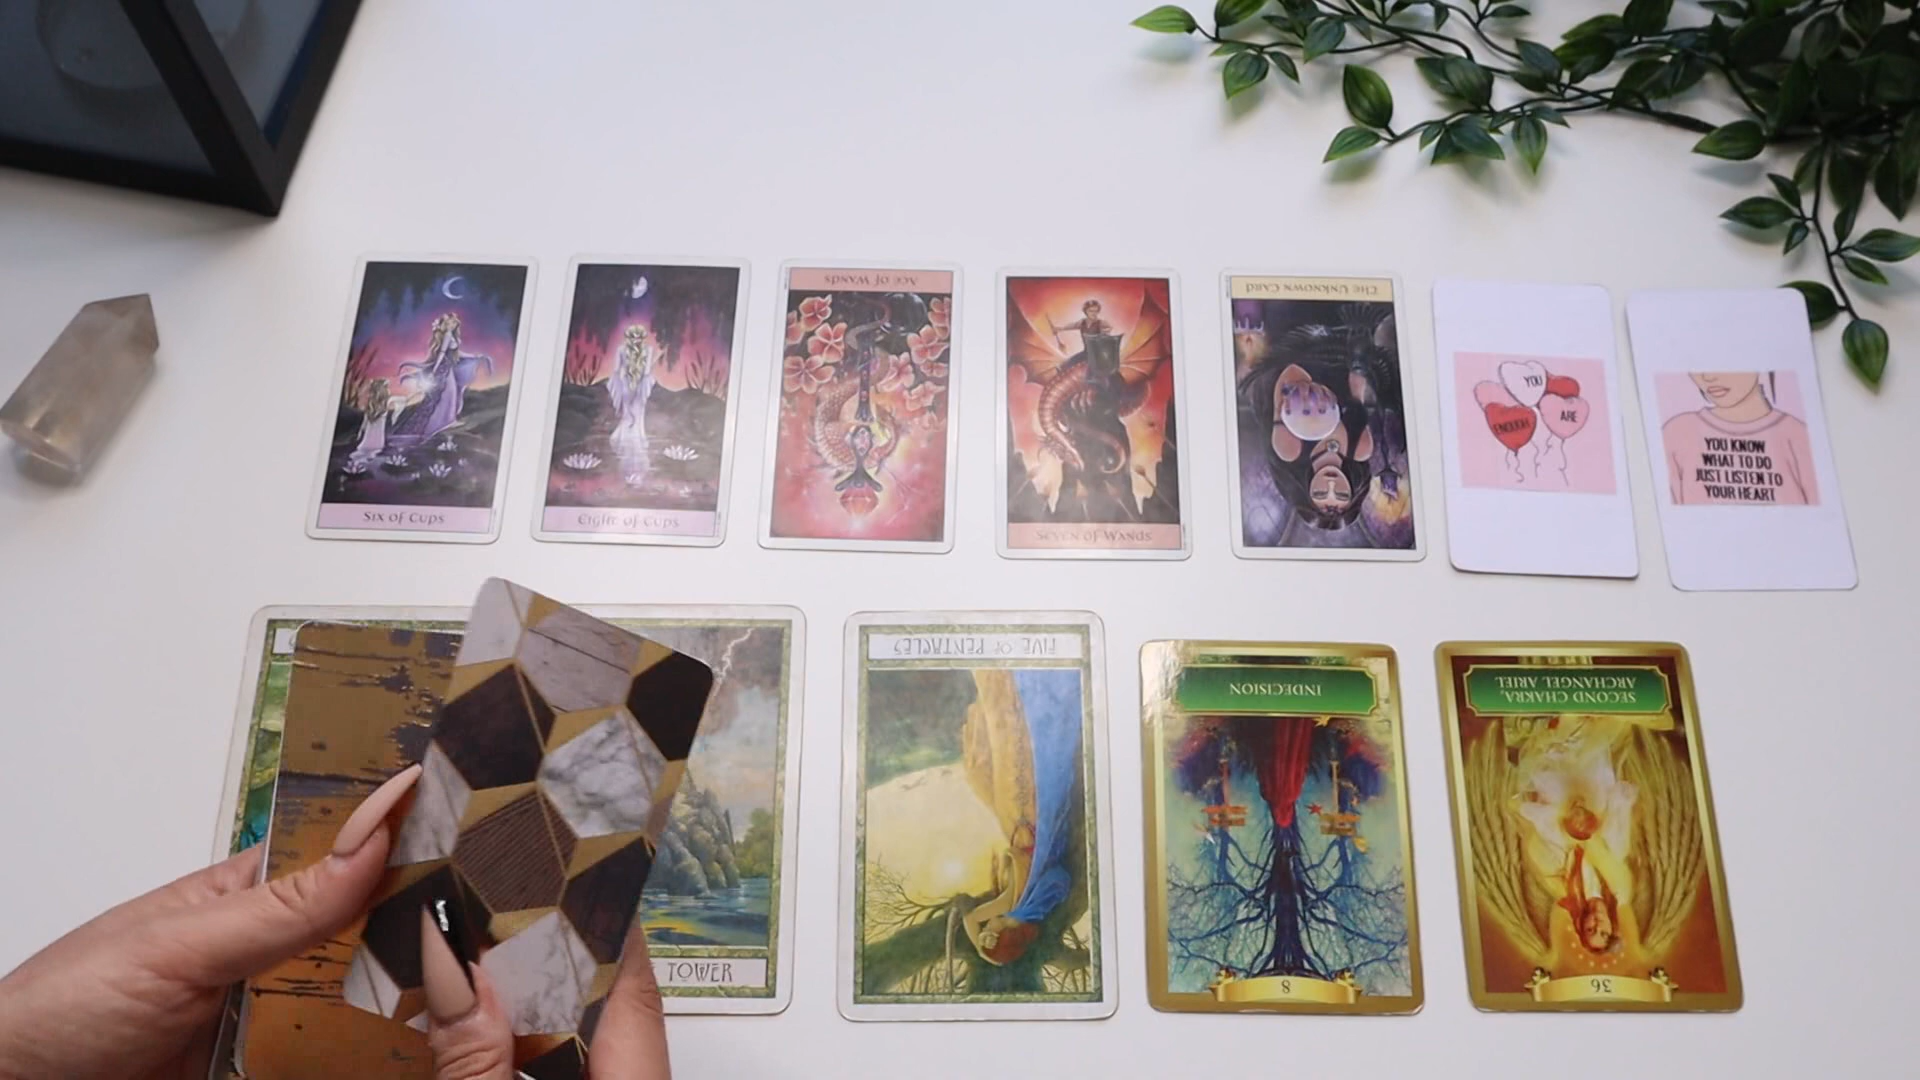 SIX OF CUPS
EIGHT OF CUPS
ACE OF WANDS
SEVEN OF WANDS
THE UNKNOWN CARD
YOU
ARE
ENOUGH
YOU KNOW
WHAT TO DO
JUST LISTEN TO
YOUR HEART
TOWER
FIVE OF PENTACLES
INDECISION
8
SECOND CHAKRA,
ARCHANGEL ARIEL
36